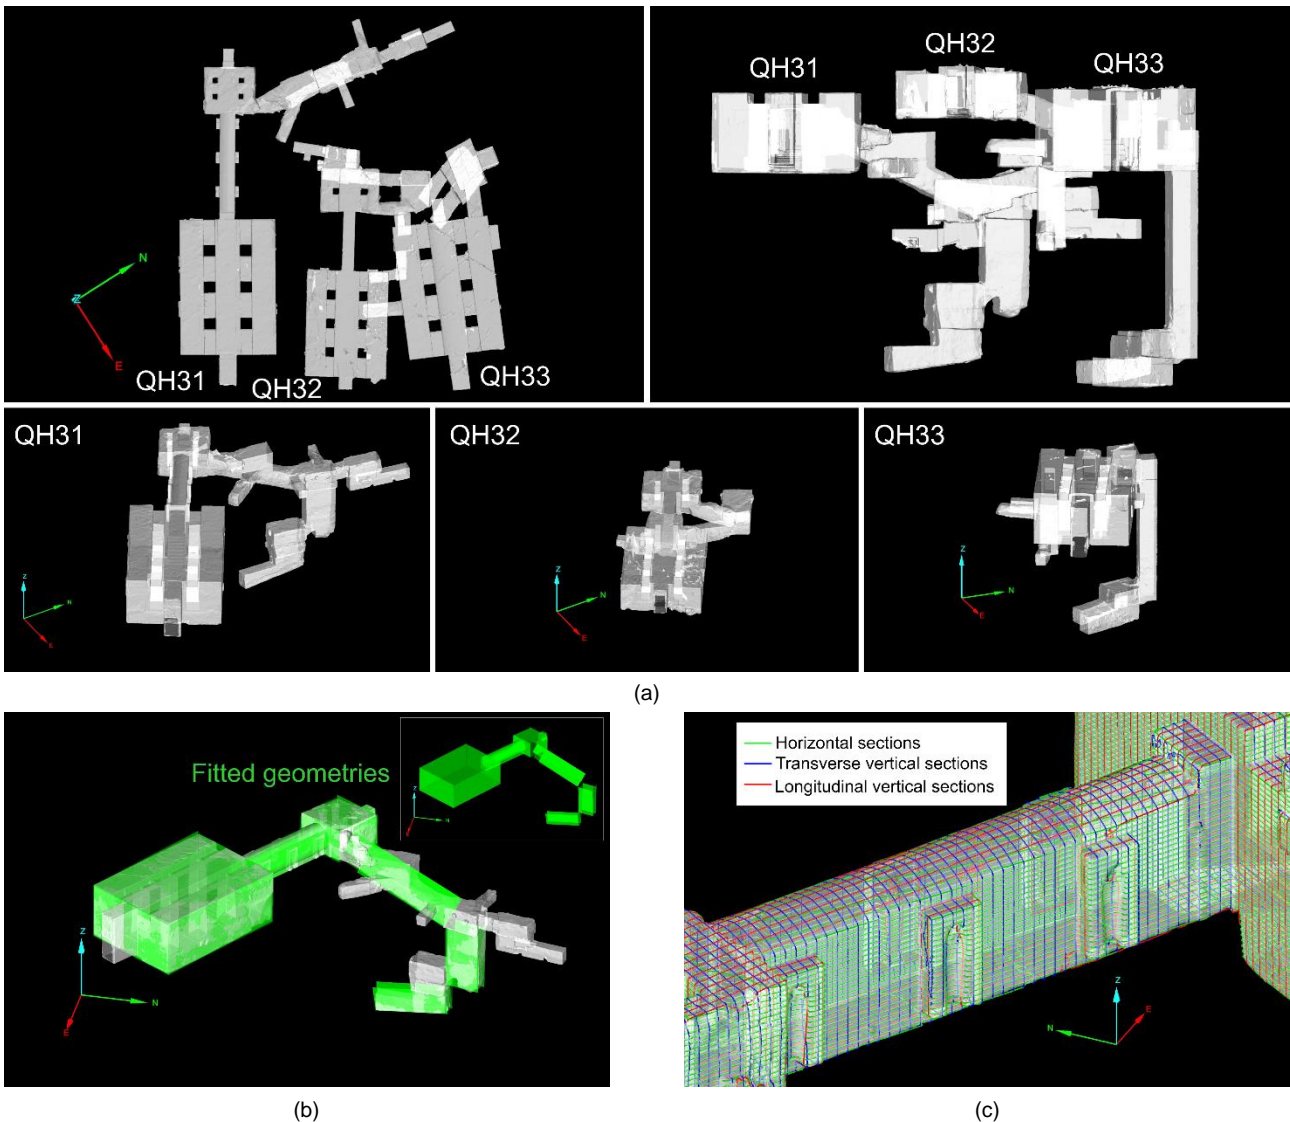 QH31
QH32
QH33
N
Z
E
QH31
QH32
QH33
QH31
Z
N
E
QH32
Z
N
E
QH33
Z
N
E
(a)
Fitted geometries
Z
N
E
Z
N
E
Horizontal sections
Transverse vertical sections
Longitudinal vertical sections
Z
E
N
(b)
(c)